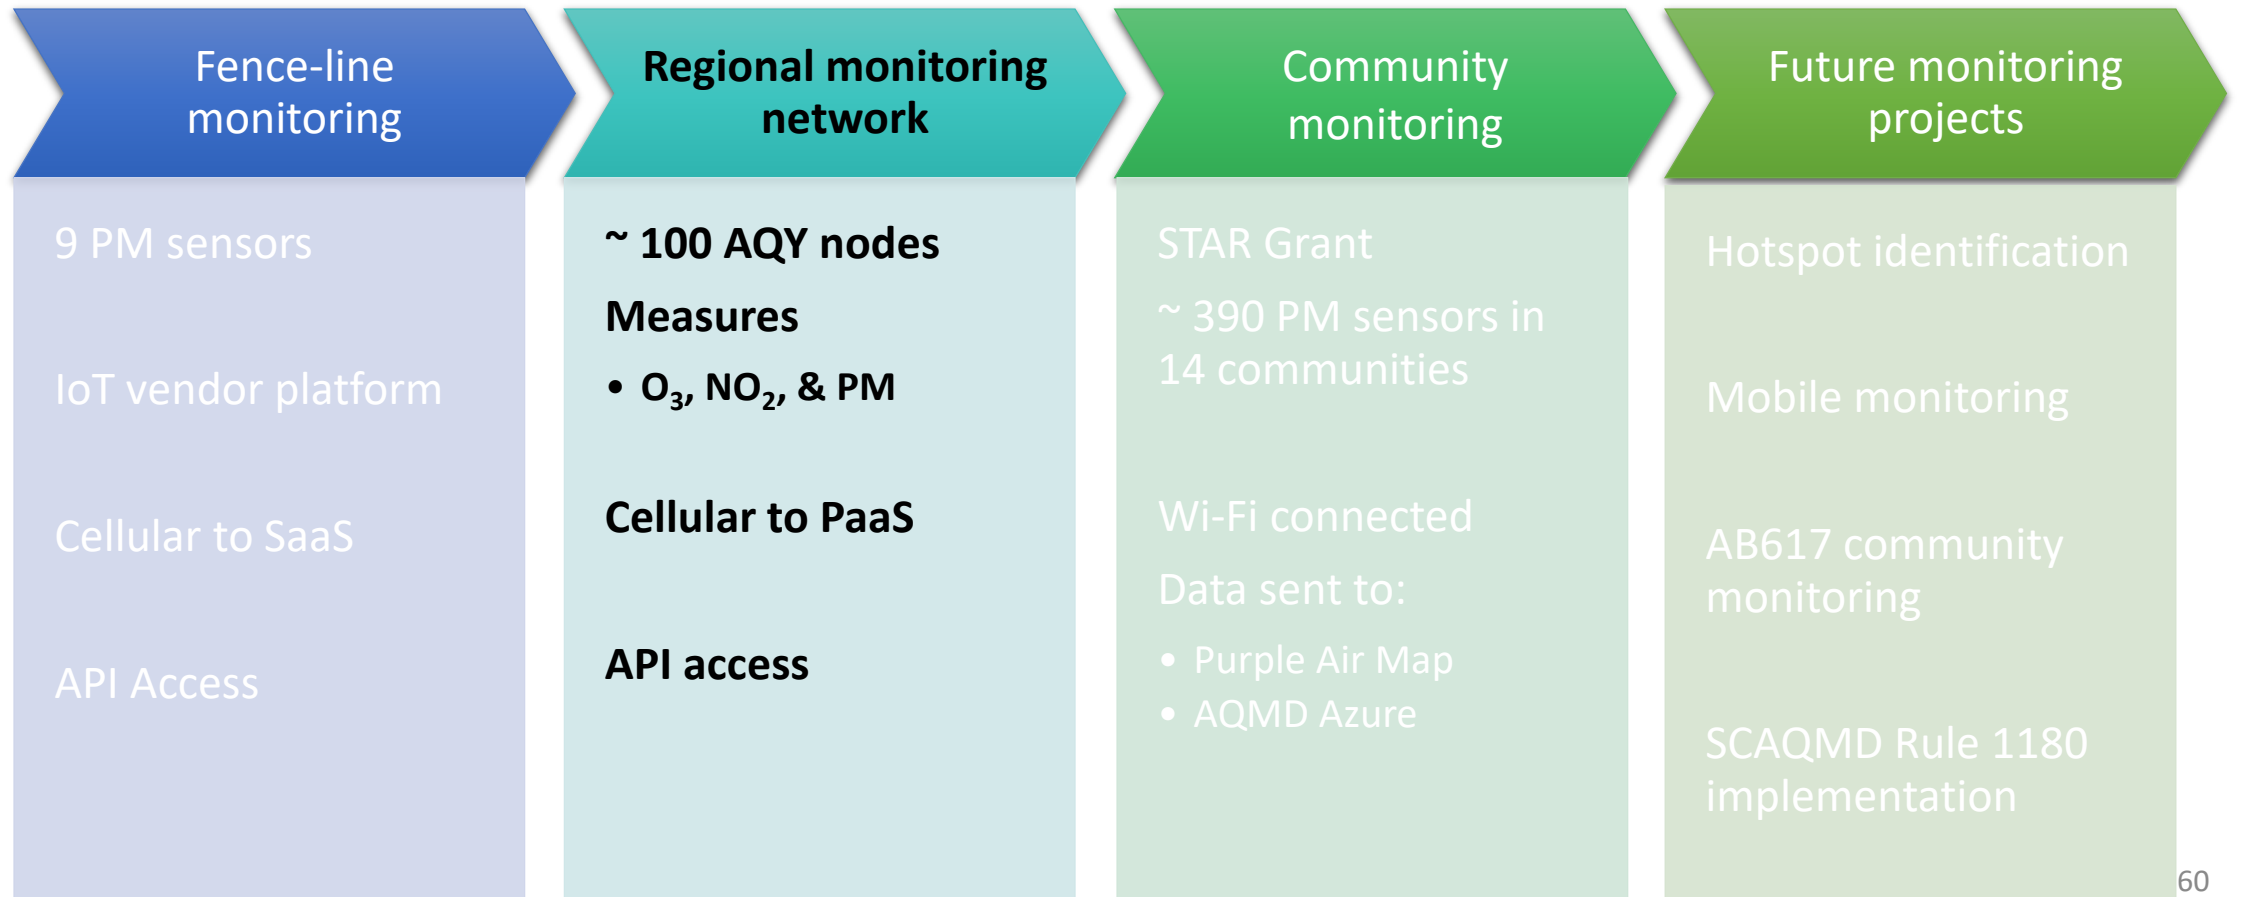 Fence-line
monitoring
9 PM sensors
IoT vendor platform
Cellular to SaaS
API Access
Regional monitoring
network
~ 100 AQY nodes
Measures
• O₃, NO₂, & PM
Cellular to PaaS
API access
Community
monitoring
STAR Grant
~ 390 PM sensors in
14 communities
Wi-Fi connected
Data sent to:
• Purple Air Map
• AQMD Azure
Future monitoring
projects
Hotspot identification
Mobile monitoring
AB617 community
monitoring
SCAQMD Rule 1180
implementation
60